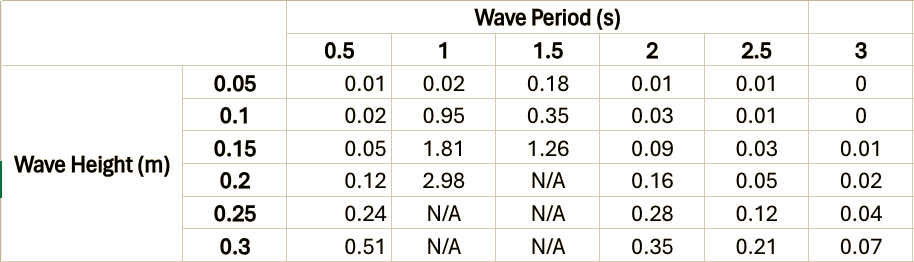 Wave Period (s)
0.5 1 1.5 2 2.5 3
0.05 0.01 0.02 0.18 0.01 0.01 0
0.1 0.02 0.95 0.35 0.03 0.01 0
0.15 0.05 1.81 1.26 0.09 0.03 0.01
Wave Height (m)
0.2 0.12 2.98 N/A 0.16 0.05 0.02
0.25 0.24 N/A N/A 0.28 0.12 0.04
0.3 0.51 N/A N/A 0.35 0.21 0.07